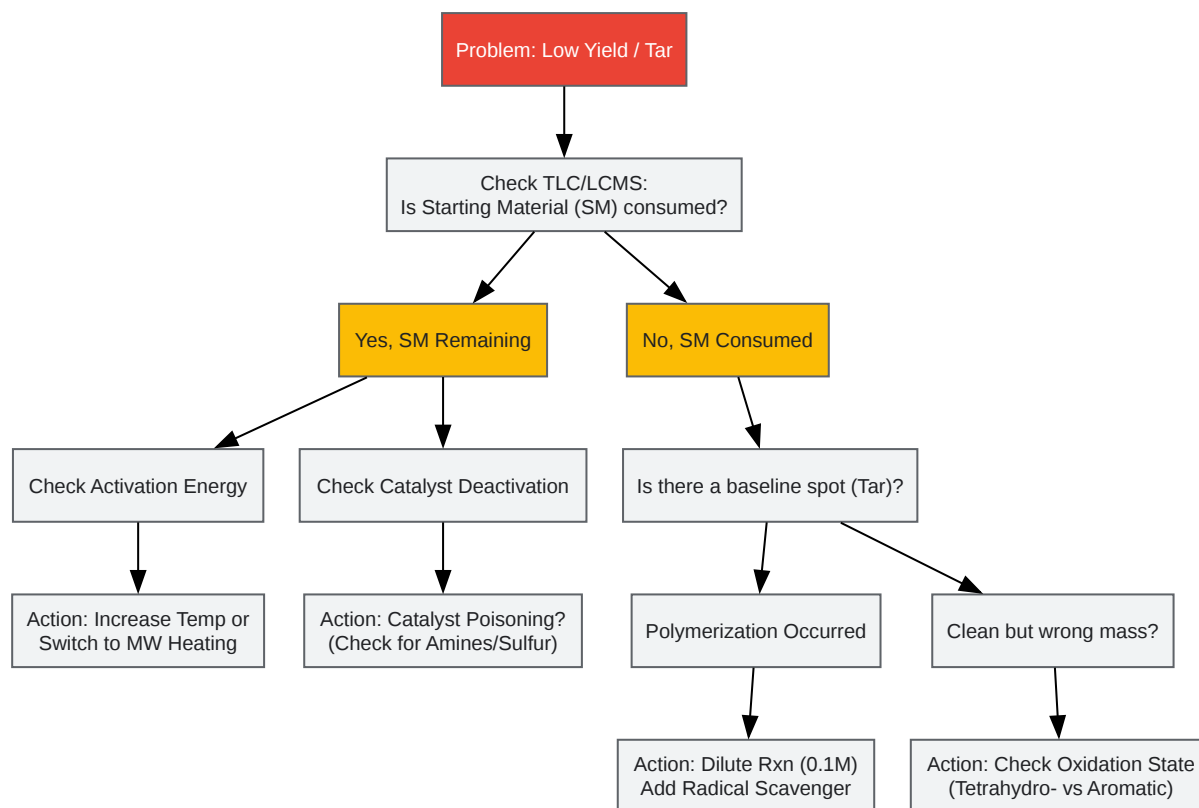 Problem: Low Yield / Tar
Check TLC/LCMS:
Is Starting Material (SM) consumed?
Yes, SM Remaining
No, SM Consumed
Check Activation Energy
Check Catalyst Deactivation
Is there a baseline spot (Tar)?
Action: Increase Temp or
Switch to MW Heating
Action: Catalyst Poisoning?
(Check for Amines/Sulfur)
Polymerization Occurred
Clean but wrong mass?
Action: Dilute Rxn (0.1M)
Add Radical Scavenger
Action: Check Oxidation State
(Tetrahydro- vs Aromatic)